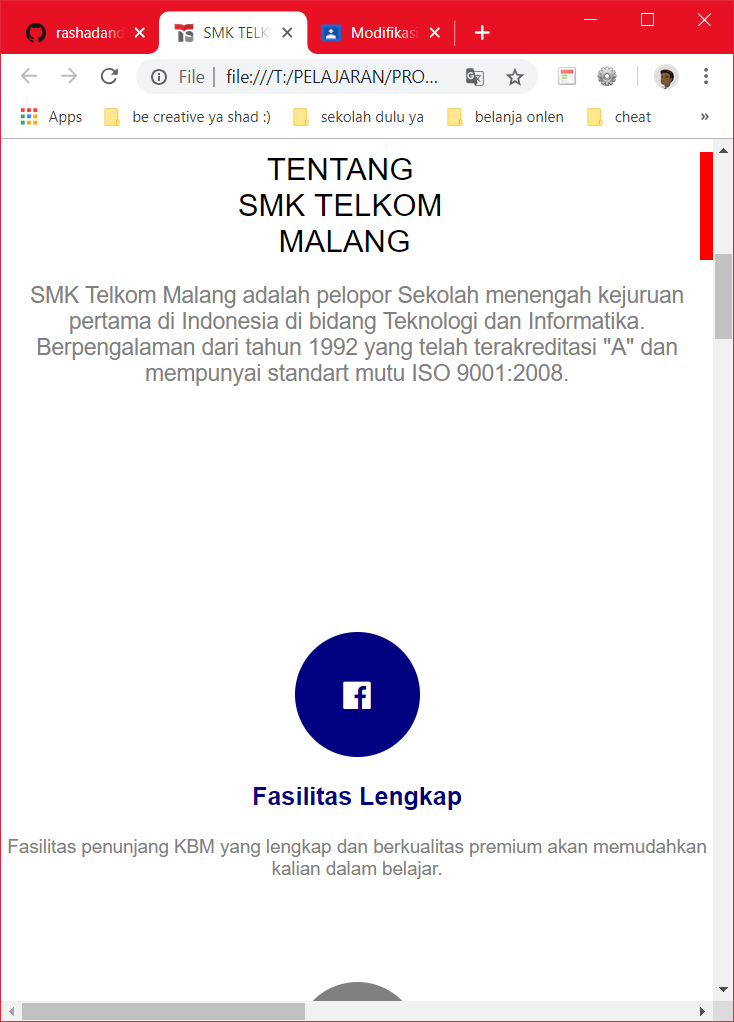 rashadand
SMK TELK
Modifikasi
File
file:///T:/PELAJARAN/PRO...
Apps
be creative ya shad :)
sekolah dulu ya
belanja onlen
cheat
»
TENTANG
SMK TELKOM
MALANG
SMK Telkom Malang adalah pelopor Sekolah menengah kejuruan
pertama di Indonesia di bidang Teknologi dan Informatika.
Berpengalaman dari tahun 1992 yang telah terakreditasi "A" dan
mempunyai standart mutu ISO 9001:2008.
Fasilitas Lengkap
Fasilitas penunjang KBM yang lengkap dan berkualitas premium akan memudahkan
kalian dalam belajar.